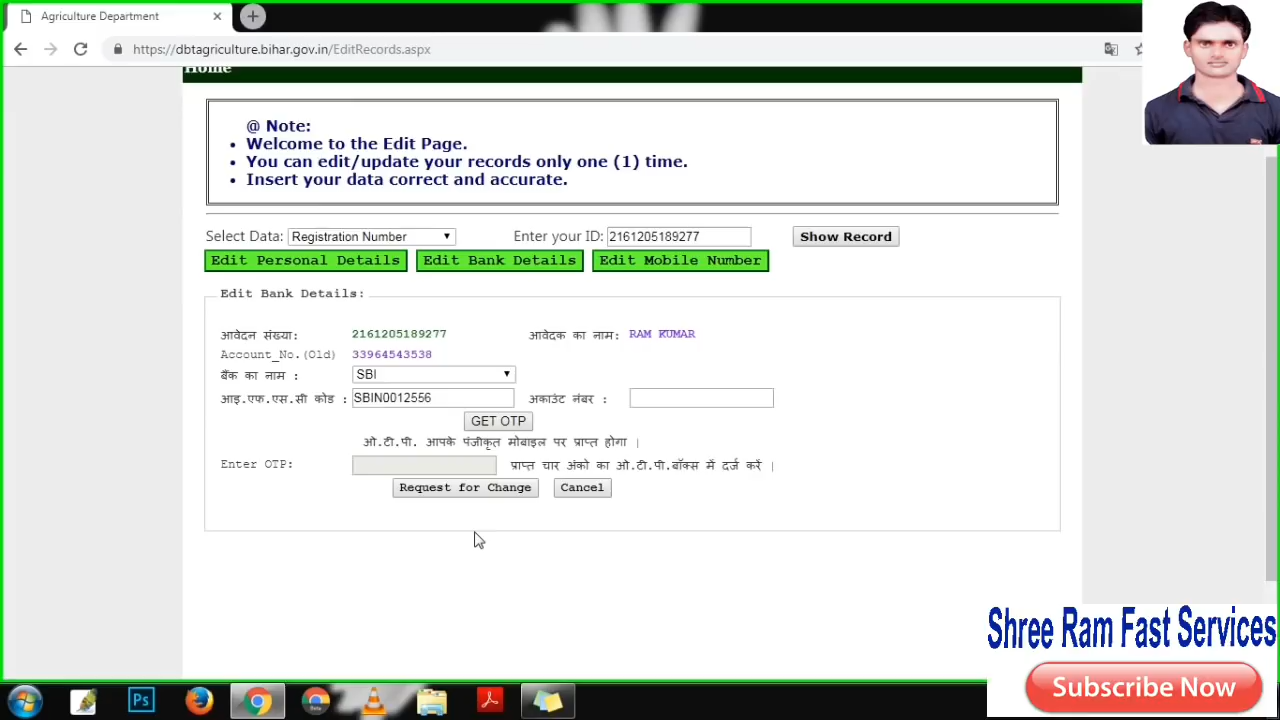 Agriculture Department
https://dbtagriculture.bihar.gov.in/EditRecords.aspx
Home
@ Note:
Welcome to the Edit Page.
You can edit/update your records only one (1) time.
Insert your data correct and accurate.
Select Data: Registration Number Enter your ID: 2161205189277 Show Record
Edit Personal Details Edit Bank Details Edit Mobile Number
Edit Bank Details:
आवेदन संख्या: 2161205189277 आवेदक का नाम: RAM KUMAR
Account_No.(Old) 33964543538
बैंक का नाम : SBI
आइ.एफ.एस.सी कोड : SBIN0012556 अकाउंट नंबर :
GET OTP
ओ.टी.पी. आपके पंजीकृत मोबाइल पर प्राप्त होगा |
Enter OTP: प्राप्त चार अंको का ओ.टी.पी.बॉक्स में दर्ज करें |
Request for Change Cancel
Shree Ram Fast Services
Subscribe Now
Ps